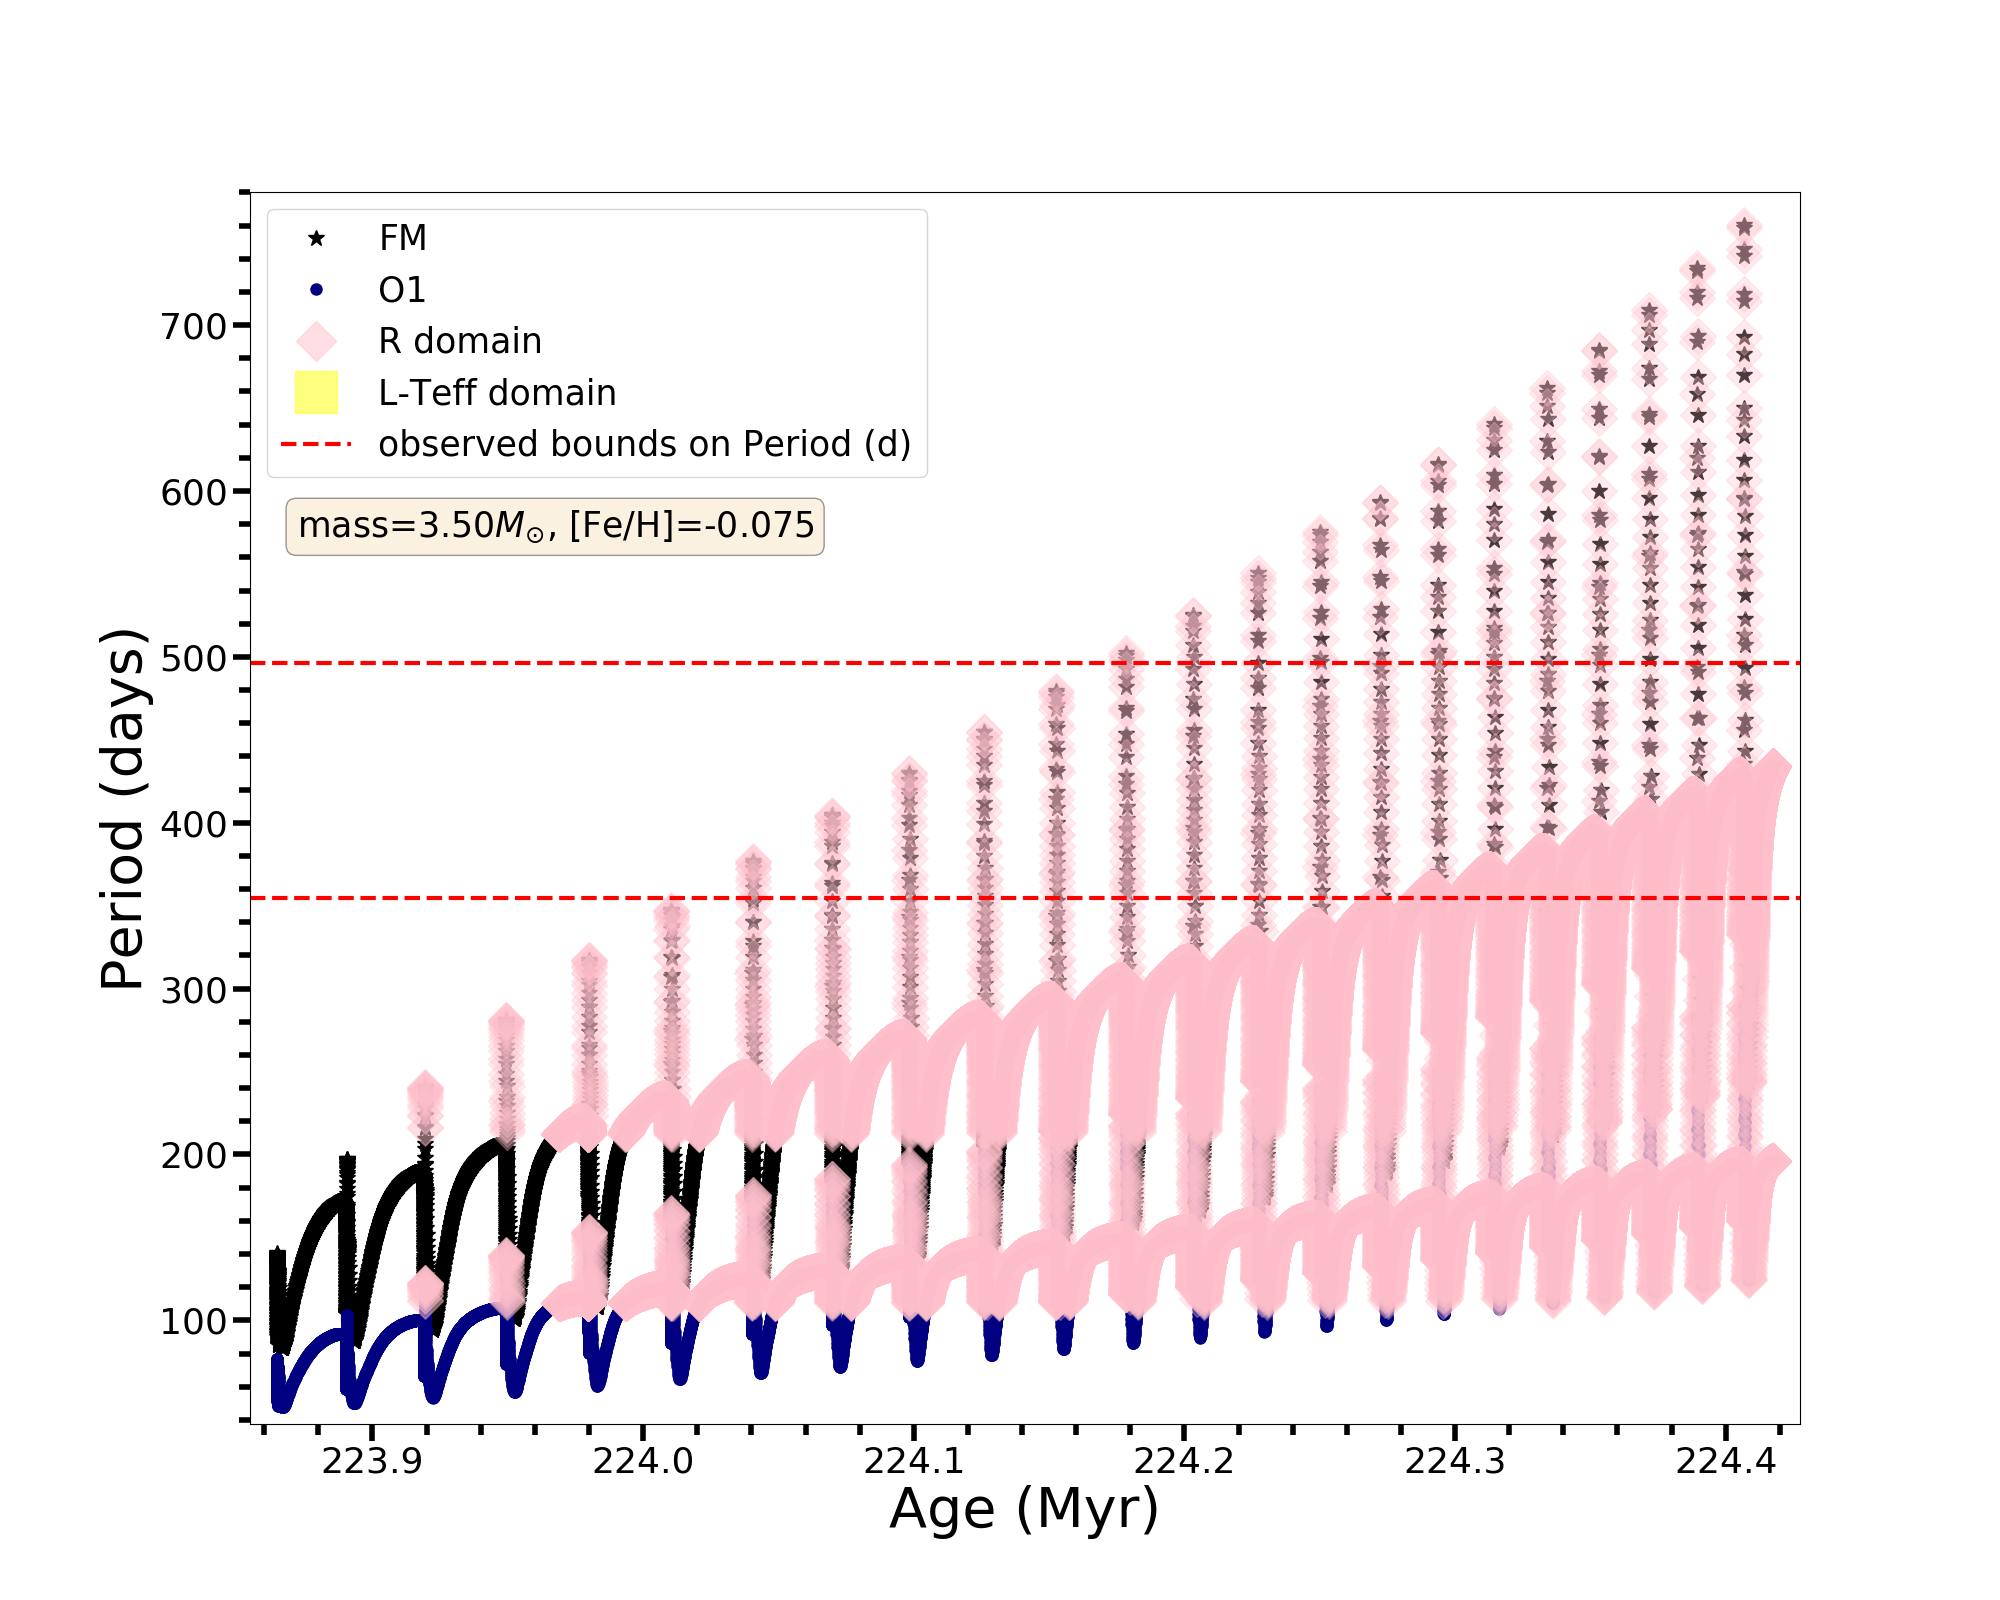 FM
O1
R domain
L-Teff domain
observed bounds on Period (d)
mass=3.50M⊙, [Fe/H]=-0.075
700
600
500
400
300
200
100
Period (days)
223.9 224.0 224.1 224.2 224.3 224.4
Age (Myr)